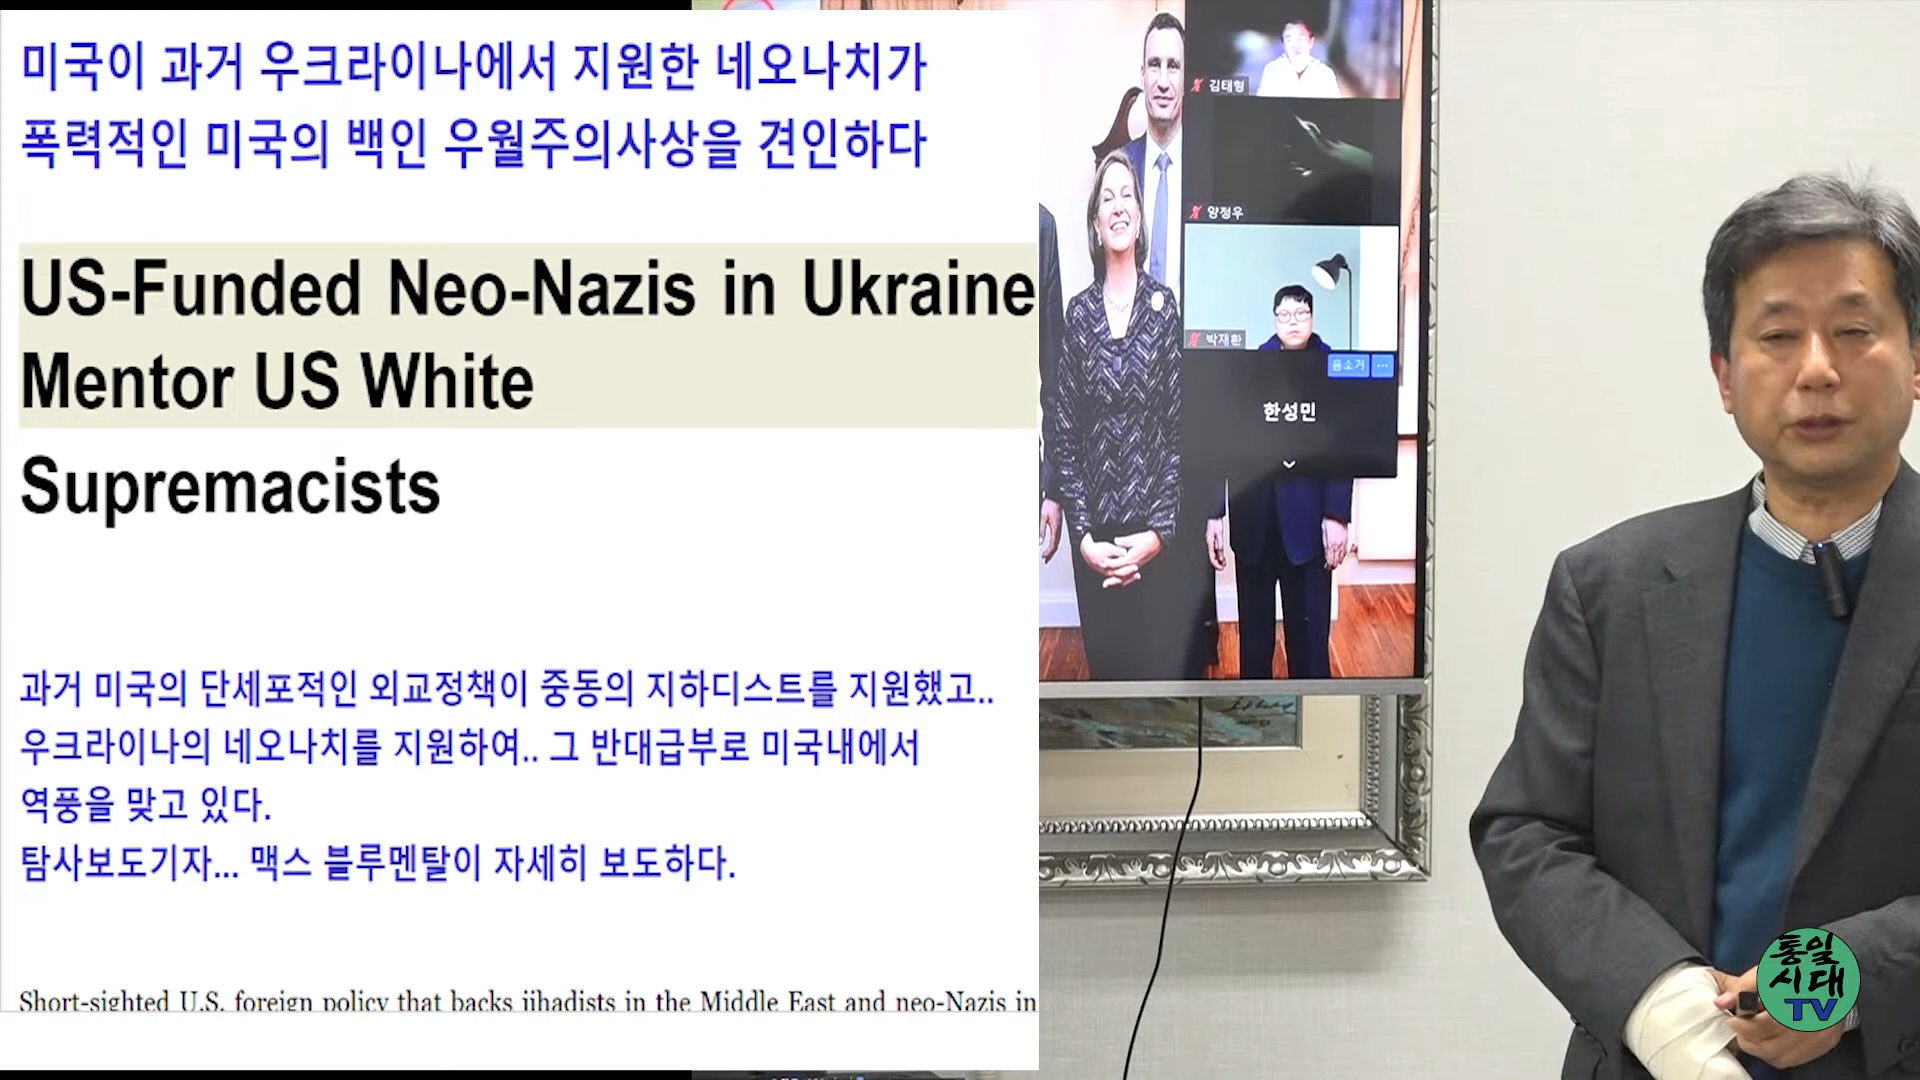 미국이 과거 우크라이나에서 지원한 네오나치가
폭력적인 미국의 백인 우월주의사상을 견인하다
US-Funded Neo-Nazis in Ukraine
Mentor US White
Supremacists
과거 미국의 단세포적인 외교정책이 중동의 지하디스트를 지원했고..
우크라이나의 네오나치를 지원하여.. 그 반대급부로 미국내에서
역풍을 맞고 있다.
탐사보도기자... 맥스 블루멘탈이 자세히 보도하다.
Short-sighted U.S. foreign policy that backs jihadists in the Middle East and neo-Nazis in
김태형
양정우
박재환
음소거 ...
한성민
통일
시대
TV